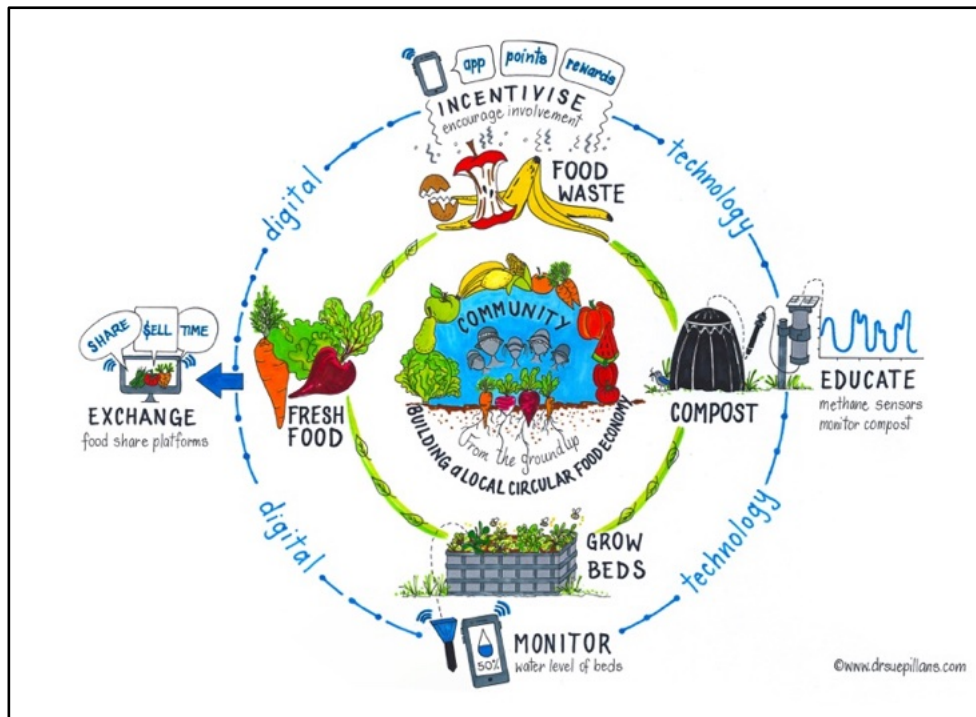 app
points
rewards
INCENTIVISE
encourage involvement
FOOD
WASTE
digital
technology
SHARE
$ELL
TIME
EXCHANGE
food share platforms
FRESH
FOOD
COMMUNITY
From the ground up
BUILDING a LOCAL CIRCULAR FOOD ECONOMY
COMPOST
EDUCATE
methane sensors
monitor compost
digital
technology
GROW
BEDS
50%
MONITOR
water level of beds
©www.drsuepillans.com